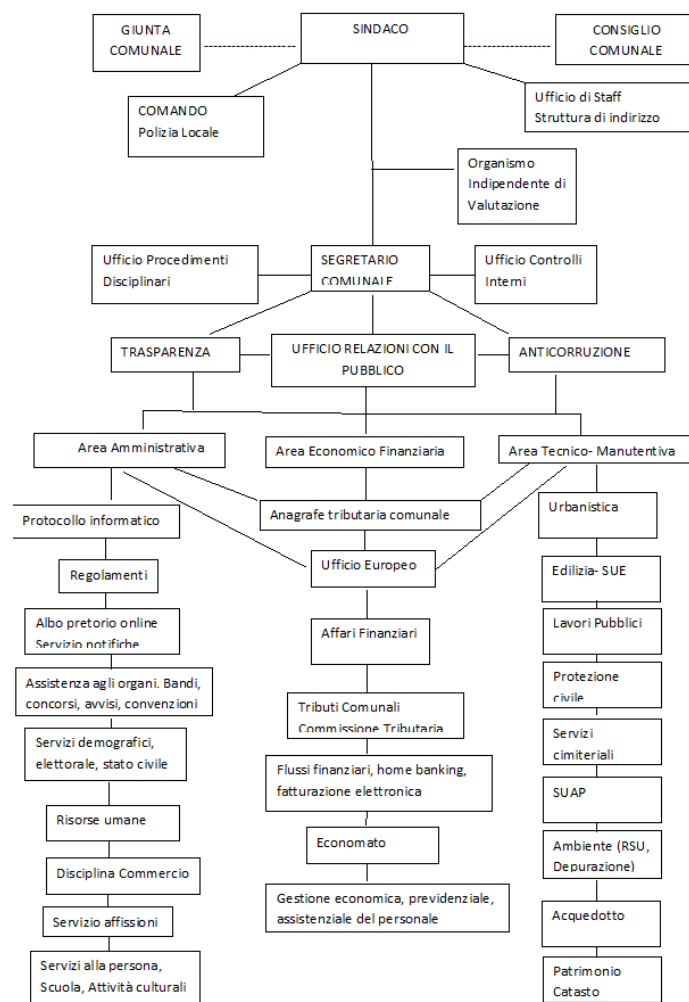 GIUNTA
COMUNALE
SINDACO
CONSIGLIO
COMUNALE
COMANDO
Polizia Locale
Ufficio di Staff
Struttura di indirizzo
Organismo
Indipendente di
Valutazione
Ufficio Procedimenti
Disciplinari
SEGRETARIO
COMUNALE
Ufficio Controlli
Interni
TRASPARENZA
UFFICIO RELAZIONI CON IL
PUBBLICO
ANTICORRUZIONE
Area Amministrativa
Area Economico Finanziaria
Area Tecnico- Manutentiva
Protocollo informatico
Anagrafe tributaria comunale
Urbanistica
Regolamenti
Ufficio Europeo
Edilizia- SUE
Albo pretorio online
Servizio notifiche
Affari Finanziari
Lavori Pubblici
Assistenza agli organi. Bandi,
concorsi, avvisi, convenzioni
Tributi Comunali
Commissione Tributaria
Protezione
civile
Servizi demografici,
elettorale, stato civile
Flussi finanziari, home banking,
fatturazione elettronica
Servizi
cimiteriali
Risorse umane
Economato
SUAP
Disciplina Commercio
Gestione economica, previdenziale,
assistenziale del personale
Ambiente (RSU,
Depurazione)
Servizio affissioni
Acquedotto
Servizi alla persona,
Scuola, Attività culturali
Patrimonio
Catasto